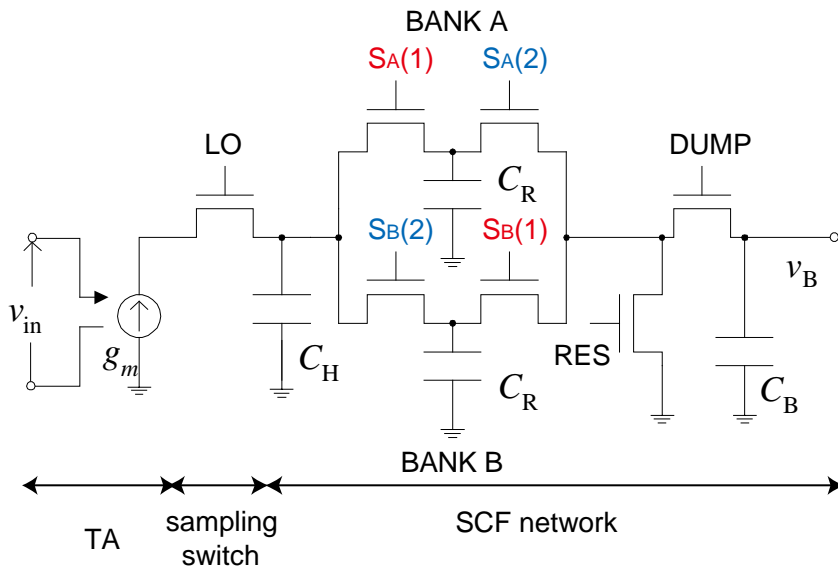 BANK A
SA(1) SA(2)
LO DUMP
CR
SB(2) SB(1)
vin
gm
CH
CR
RES
vB
CB
BANK B
TA
sampling
switch
SCF network